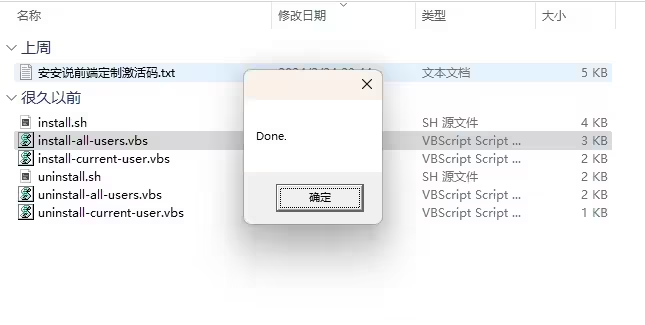 名称 修改日期 类型 大小
上周
安安说前端定制激活码.txt 文本文档 5 KB
很久以前
install.sh SH 源文件 4 KB
install-all-users.vbs VBScript Script ... 3 KB
install-current-user.vbs VBScript Script ... 2 KB
uninstall.sh SH 源文件 2 KB
uninstall-all-users.vbs VBScript Script ... 2 KB
uninstall-current-user.vbs VBScript Script ... 1 KB
Done.
确定